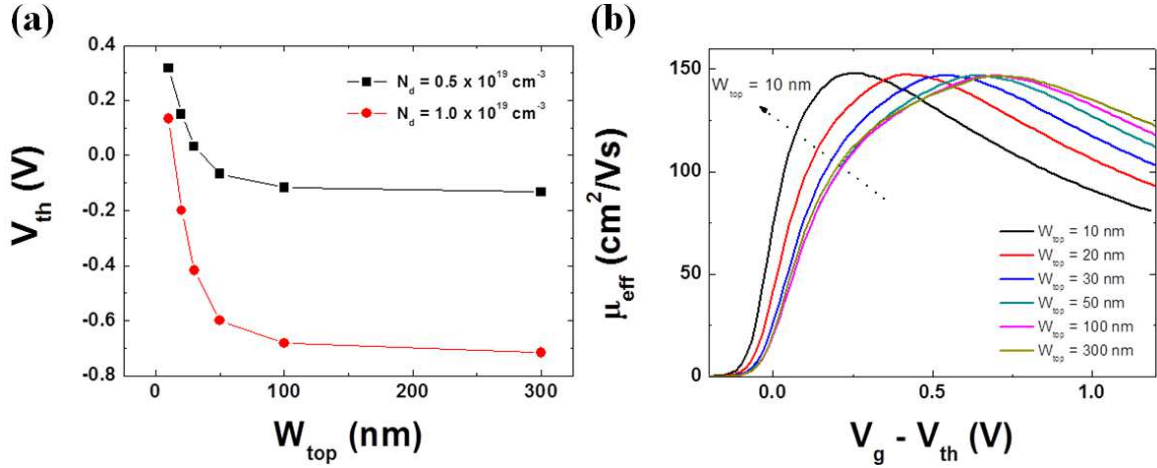 (a)
0.4
0.2
0.0
-0.2
-0.4
-0.6
-0.8
V_th (V)
N_d = 0.5 x 10^19 cm^-3
N_d = 1.0 x 10^19 cm^-3
0
50
100
150
200
250
300
W_top (nm)
(b)
150
100
50
0
μ_eff (cm^2/Vs)
W_top = 10 nm
W_top = 10 nm
W_top = 20 nm
W_top = 30 nm
W_top = 50 nm
W_top = 100 nm
W_top = 300 nm
0.0
0.5
1.0
V_g - V_th (V)